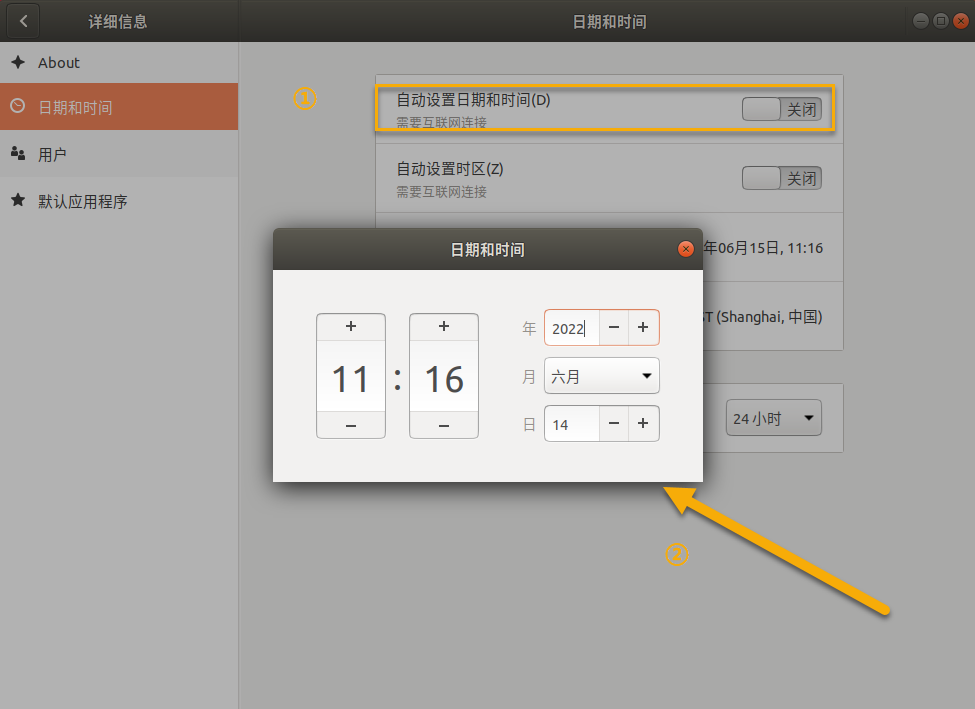 详细信息
日期和时间
About
日期和时间
用户
默认应用程序
①
自动设置日期和时间(D)
需要互联网连接
关闭
自动设置时区(Z)
需要互联网连接
关闭
年06月15日, 11:16
(Shanghai, 中国)
24 小时
日期和时间
+ +
11 : 16
− −
年 2022 − +
月 六月
日 14 − +
②